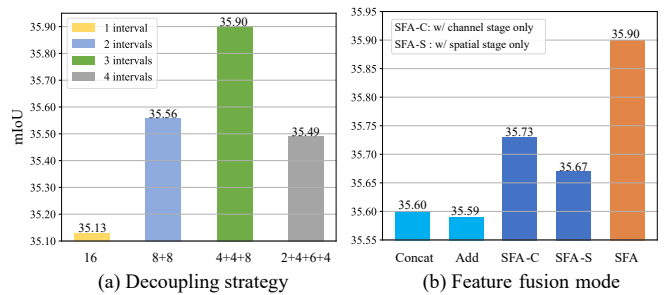 35.90
35.80
35.70
35.60
35.50
35.40
35.30
35.20
35.10
mIoU
1 interval
2 intervals
3 intervals
4 intervals
35.13
35.56
35.90
35.49
16
8+8
4+4+8
2+4+6+4
(a) Decoupling strategy
35.95
35.90
35.85
35.80
35.75
35.70
35.65
35.60
35.55
SFA-C: w/ channel stage only
SFA-S : w/ spatial stage only
35.60
35.59
35.73
35.67
35.90
Concat
Add
SFA-C
SFA-S
SFA
(b) Feature fusion mode